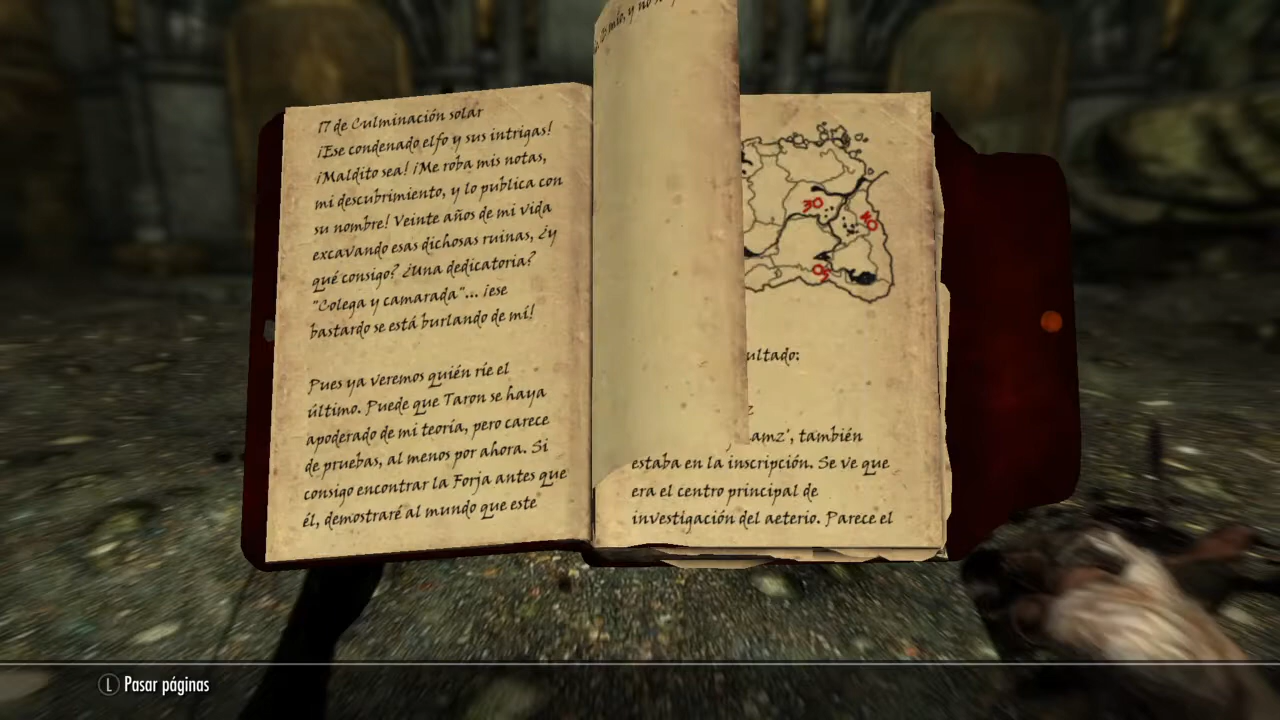 17 de Culminación solar
¡Ese condenado elfo y sus intrigas!
¡Maldito sea! ¡Me roba mis notas,
mi descubrimiento, y lo publica con
su nombre! Veinte años de mi vida
excavando esas dichosas ruinas, ¿y
qué consigo? ¿Una dedicatoria?
"Colega y camarada"... ¡ese
bastardo se está burlando de mí!
Pues ya veremos quién ríe el
último. Puede que Taron se haya
apoderado de mi teoría, pero carece
de pruebas, al menos por ahora. Si
consigo encontrar la Forja antes que
él, demostraré al mundo que este
mío, y no
ultado:
amz', también
estaba en la inscripción. Se ve que
era el centro principal de
investigación del aeterio. Parece el
L Pasar páginas